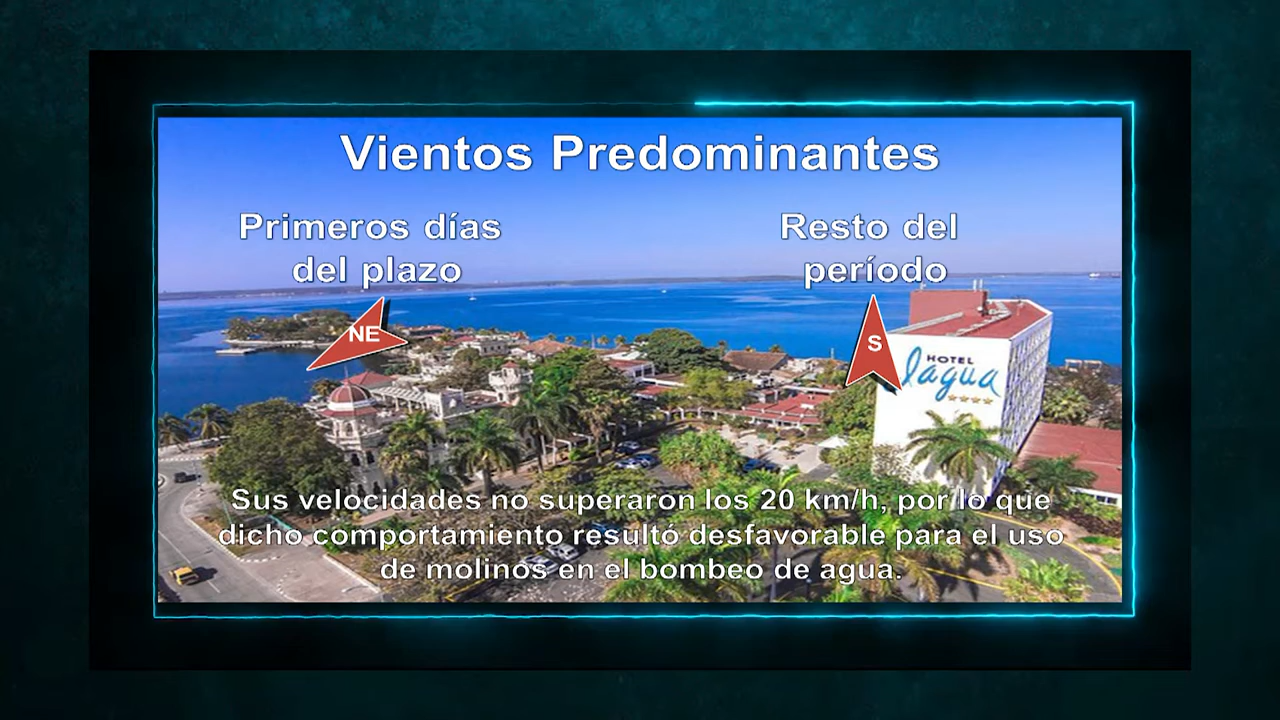 Vientos Predominantes
Primeros días
del plazo
Resto del
período
NE
S
HOTEL
Jagua
Sus velocidades no superaron los 20 km/h, por lo que
dicho comportamiento resultó desfavorable para el uso
de molinos en el bombeo de agua.